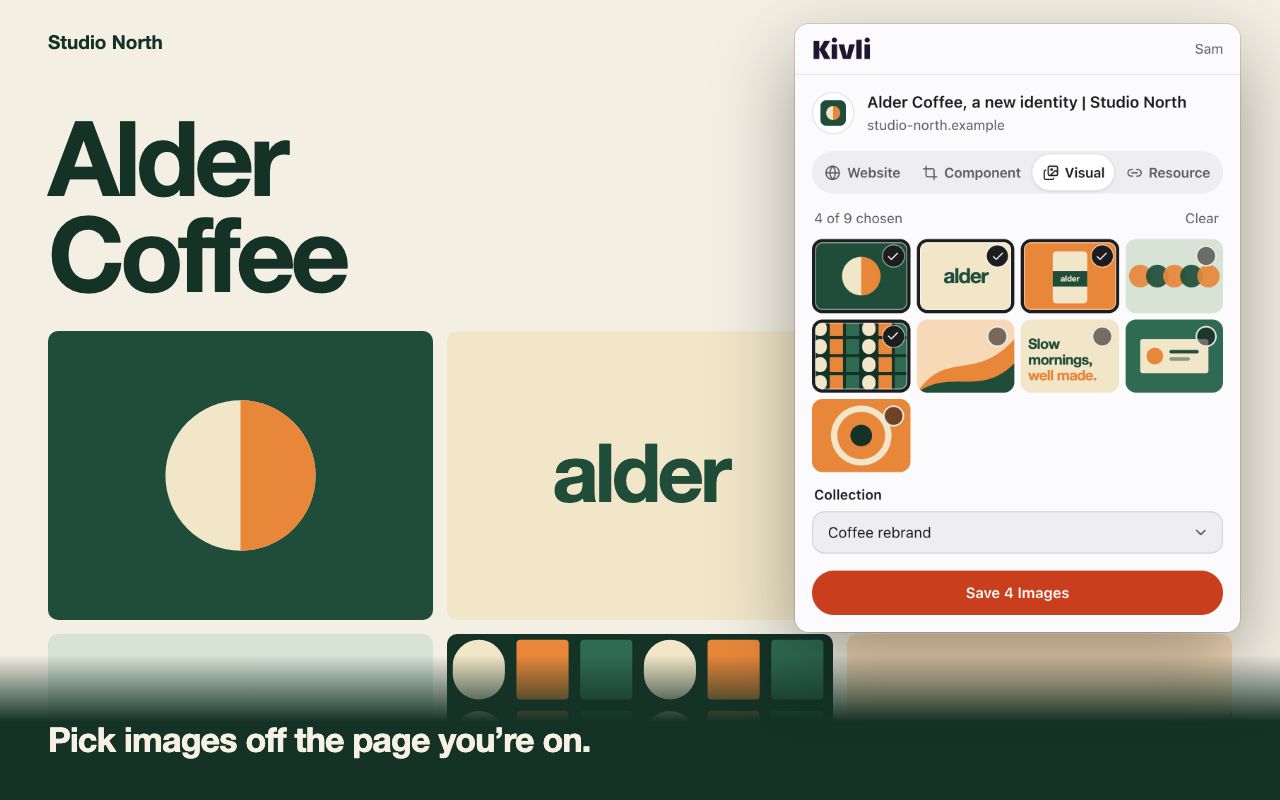 Studio North
Alder
Coffee
alder
Kivli
Sam
Alder Coffee, a new identity | Studio North
studio-north.example
Website
Component
Visual
Resource
4 of 9 chosen
Clear
alder
alder
Slow
mornings,
well made.
Collection
Coffee rebrand
Save 4 Images
Pick images off the page you’re on.